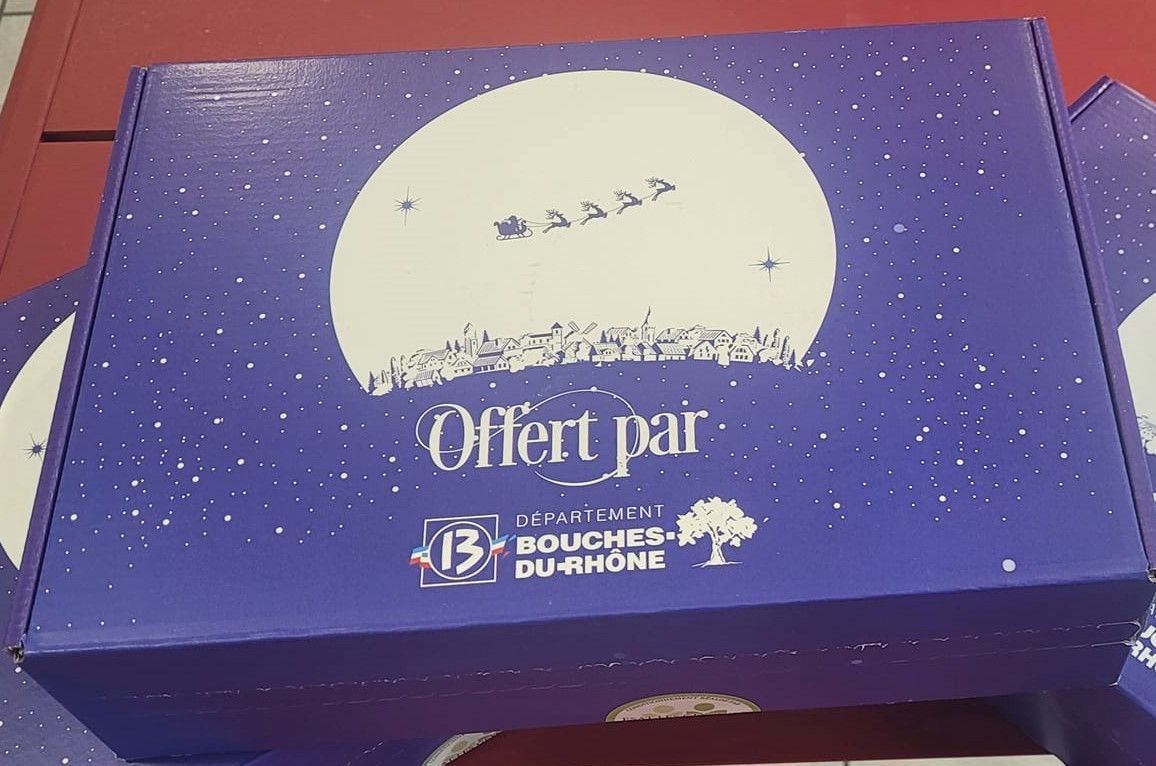 Offert par
13
DÉPARTEMENT
BOUCHES-
DU-RHÔNE